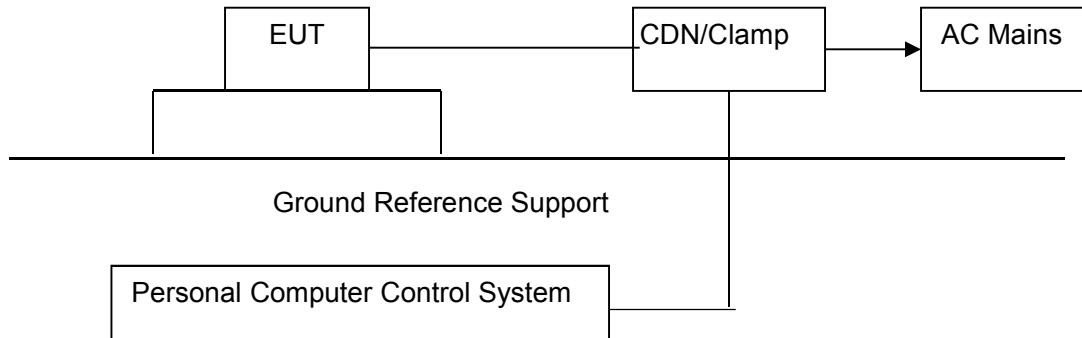 EUT
CDN/Clamp
AC Mains
Ground Reference Support
Personal Computer Control System